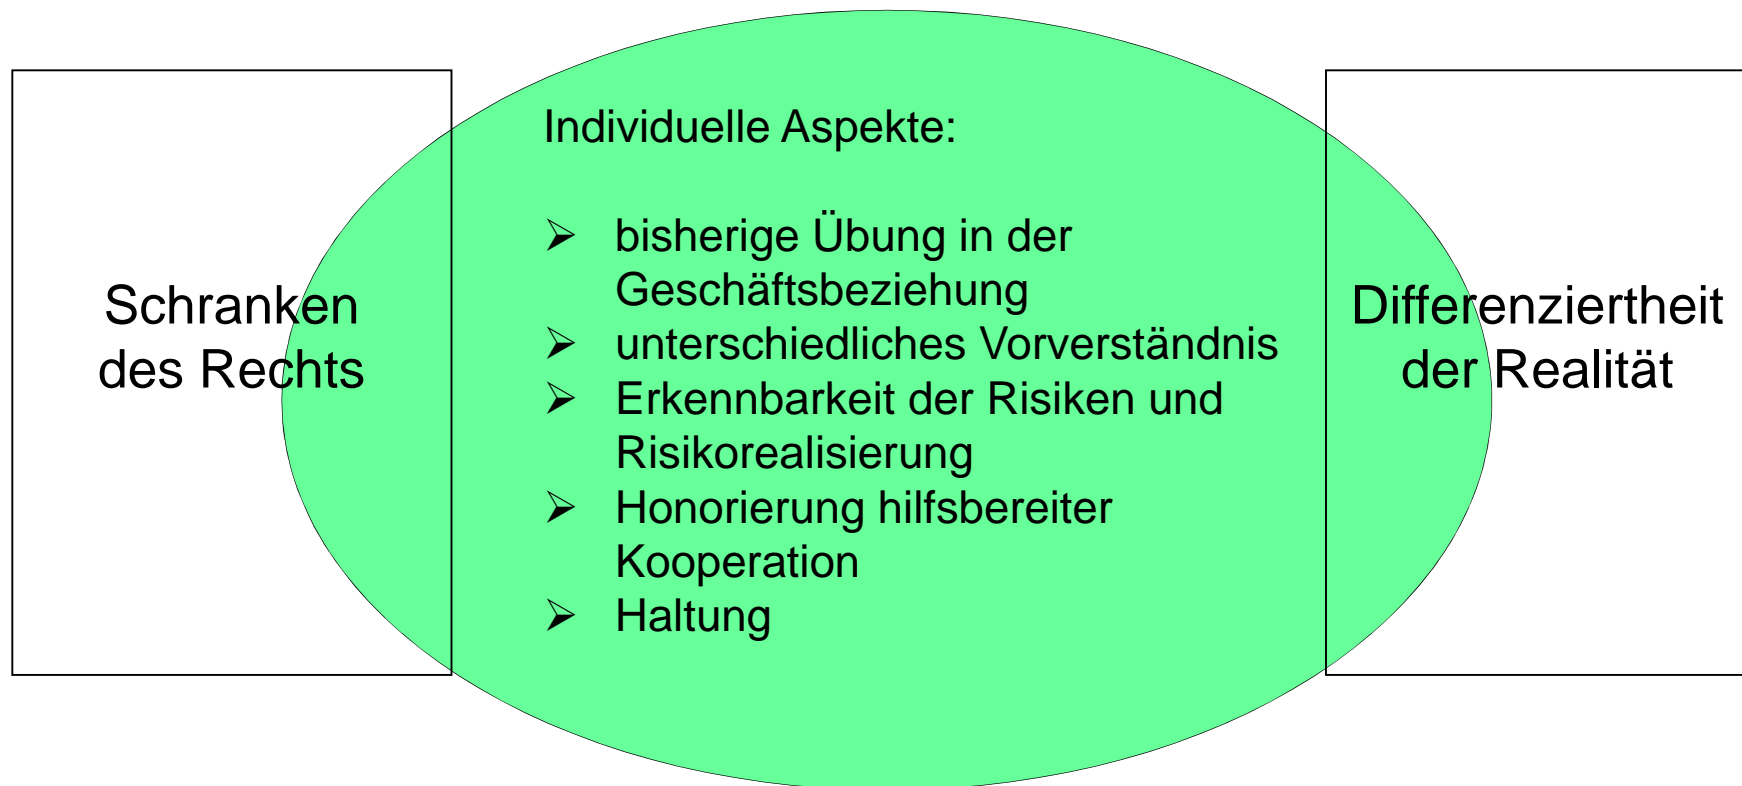 Schranken
des Rechts
Individuelle Aspekte:
➢ bisherige Übung in der
Geschäftsbeziehung
➢ unterschiedliches Vorverständnis
➢ Erkennbarkeit der Risiken und
Risikorealisierung
➢ Honorierung hilfsbereiter
Kooperation
➢ Haltung
Differenziertheit
der Realität